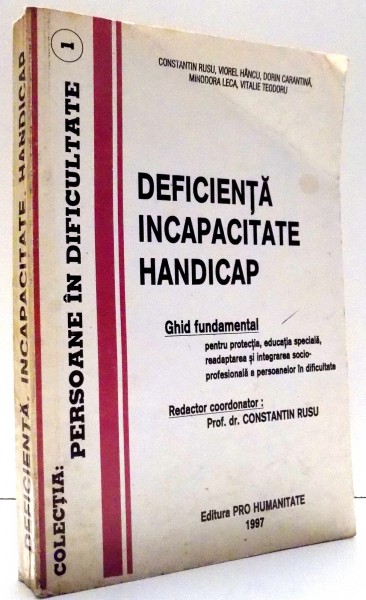 CONSTANTIN RUSU, VIOREL HÂNCU, DORIN CARANTINĂ,
MINODORA LECA, VITALIE TEODORU
DEFICIENȚĂ
INCAPACITATE
HANDICAP
Ghid fundamental
pentru protecția, educația specială,
readaptarea și integrarea socio-
profesională a persoanelor în dificultate
Redactor coordonator :
Prof. dr. CONSTANTIN RUSU
Editura PRO HUMANITATE
1997
COLECȚIA: PERSOANE ÎN DIFICULTATE 1
DEFICIENȚĂ. INCAPACITATE. HANDICAP